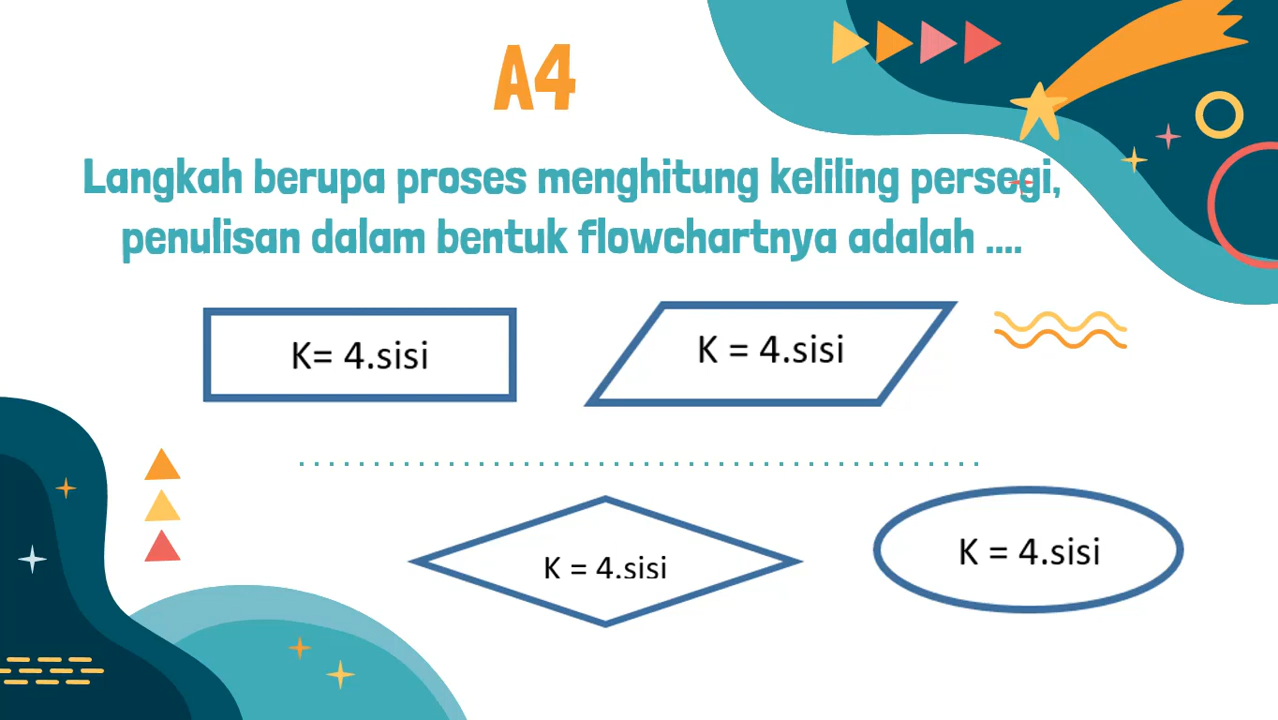 A4
Langkah berupa proses menghitung keliling persegi,
penulisan dalam bentuk flowchartnya adalah ....
K= 4.sisi
K = 4.sisi
K = 4.sisi
K = 4.sisi